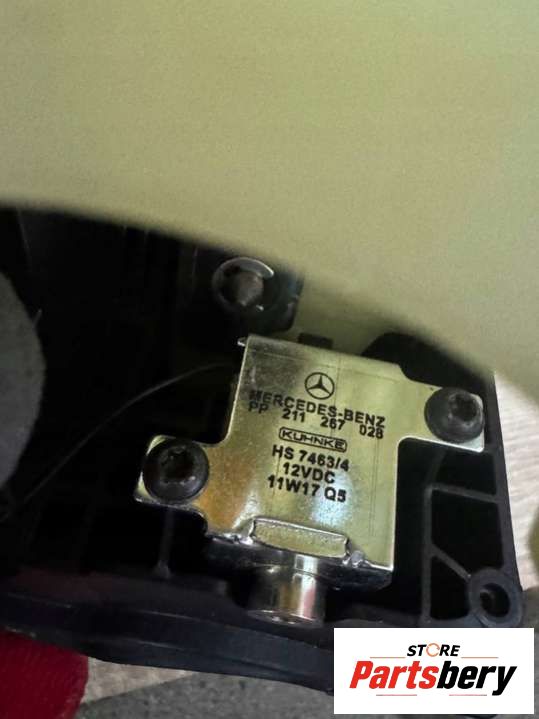 MERCEDES-BENZ
PP 211 267 028
KUHNKE
HS 7463/4
12VDC
11W17 Q5
STORE
Partsbery